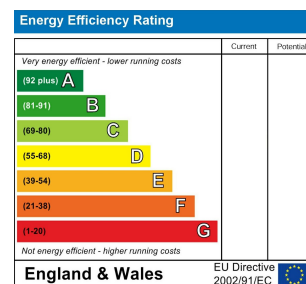 Energy Efficiency Rating
Current Potential
Very energy efficient - lower running costs
(92 plus) A
(81-91) B
(69-80) C
(55-68) D
(39-54) E
(21-38) F
(1-20) G
Not energy efficient - higher running costs
England & Wales
EU Directive
2002/91/EC